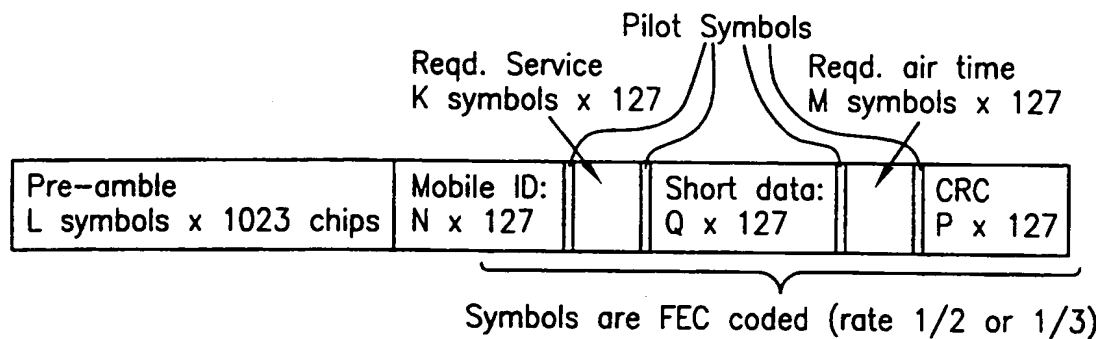 Pilot Symbols
Reqd. Service
K symbols x 127
Reqd. air time
M symbols x 127
Pre-amble
L symbols x 1023 chips
Mobile ID:
N x 127
Short data:
Q x 127
CRC
P x 127
Symbols are FEC coded (rate 1/2 or 1/3)